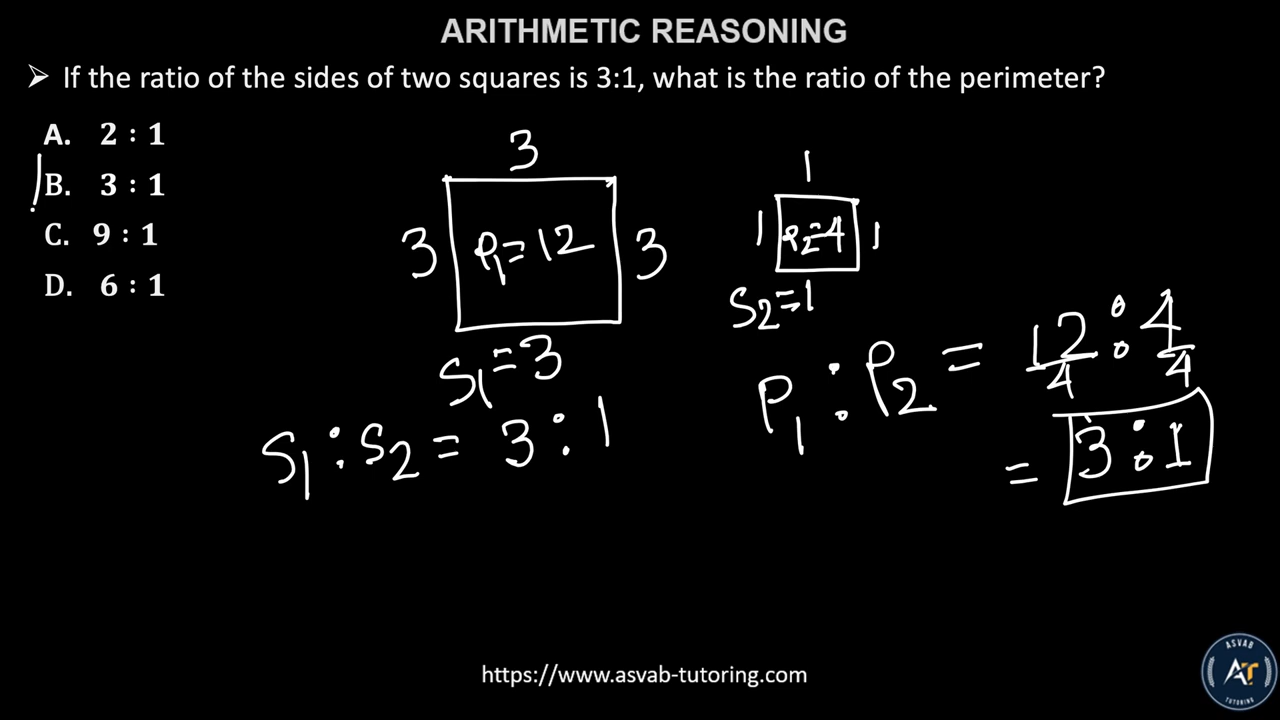 ARITHMETIC REASONING
➤ If the ratio of the sides of two squares is 3:1, what is the ratio of the perimeter?
A. 2 : 1
B. 3 : 1
C. 9 : 1
D. 6 : 1
3
3 P₁=12 3
S₁=3
1
1 P₂=4 1
S₂=1
S₁:S₂ = 3:1
P₁:P₂ = 12/4 : 4/4
= 3:1
https://www.asvab-tutoring.com
ASVAB
AT
TUTORING